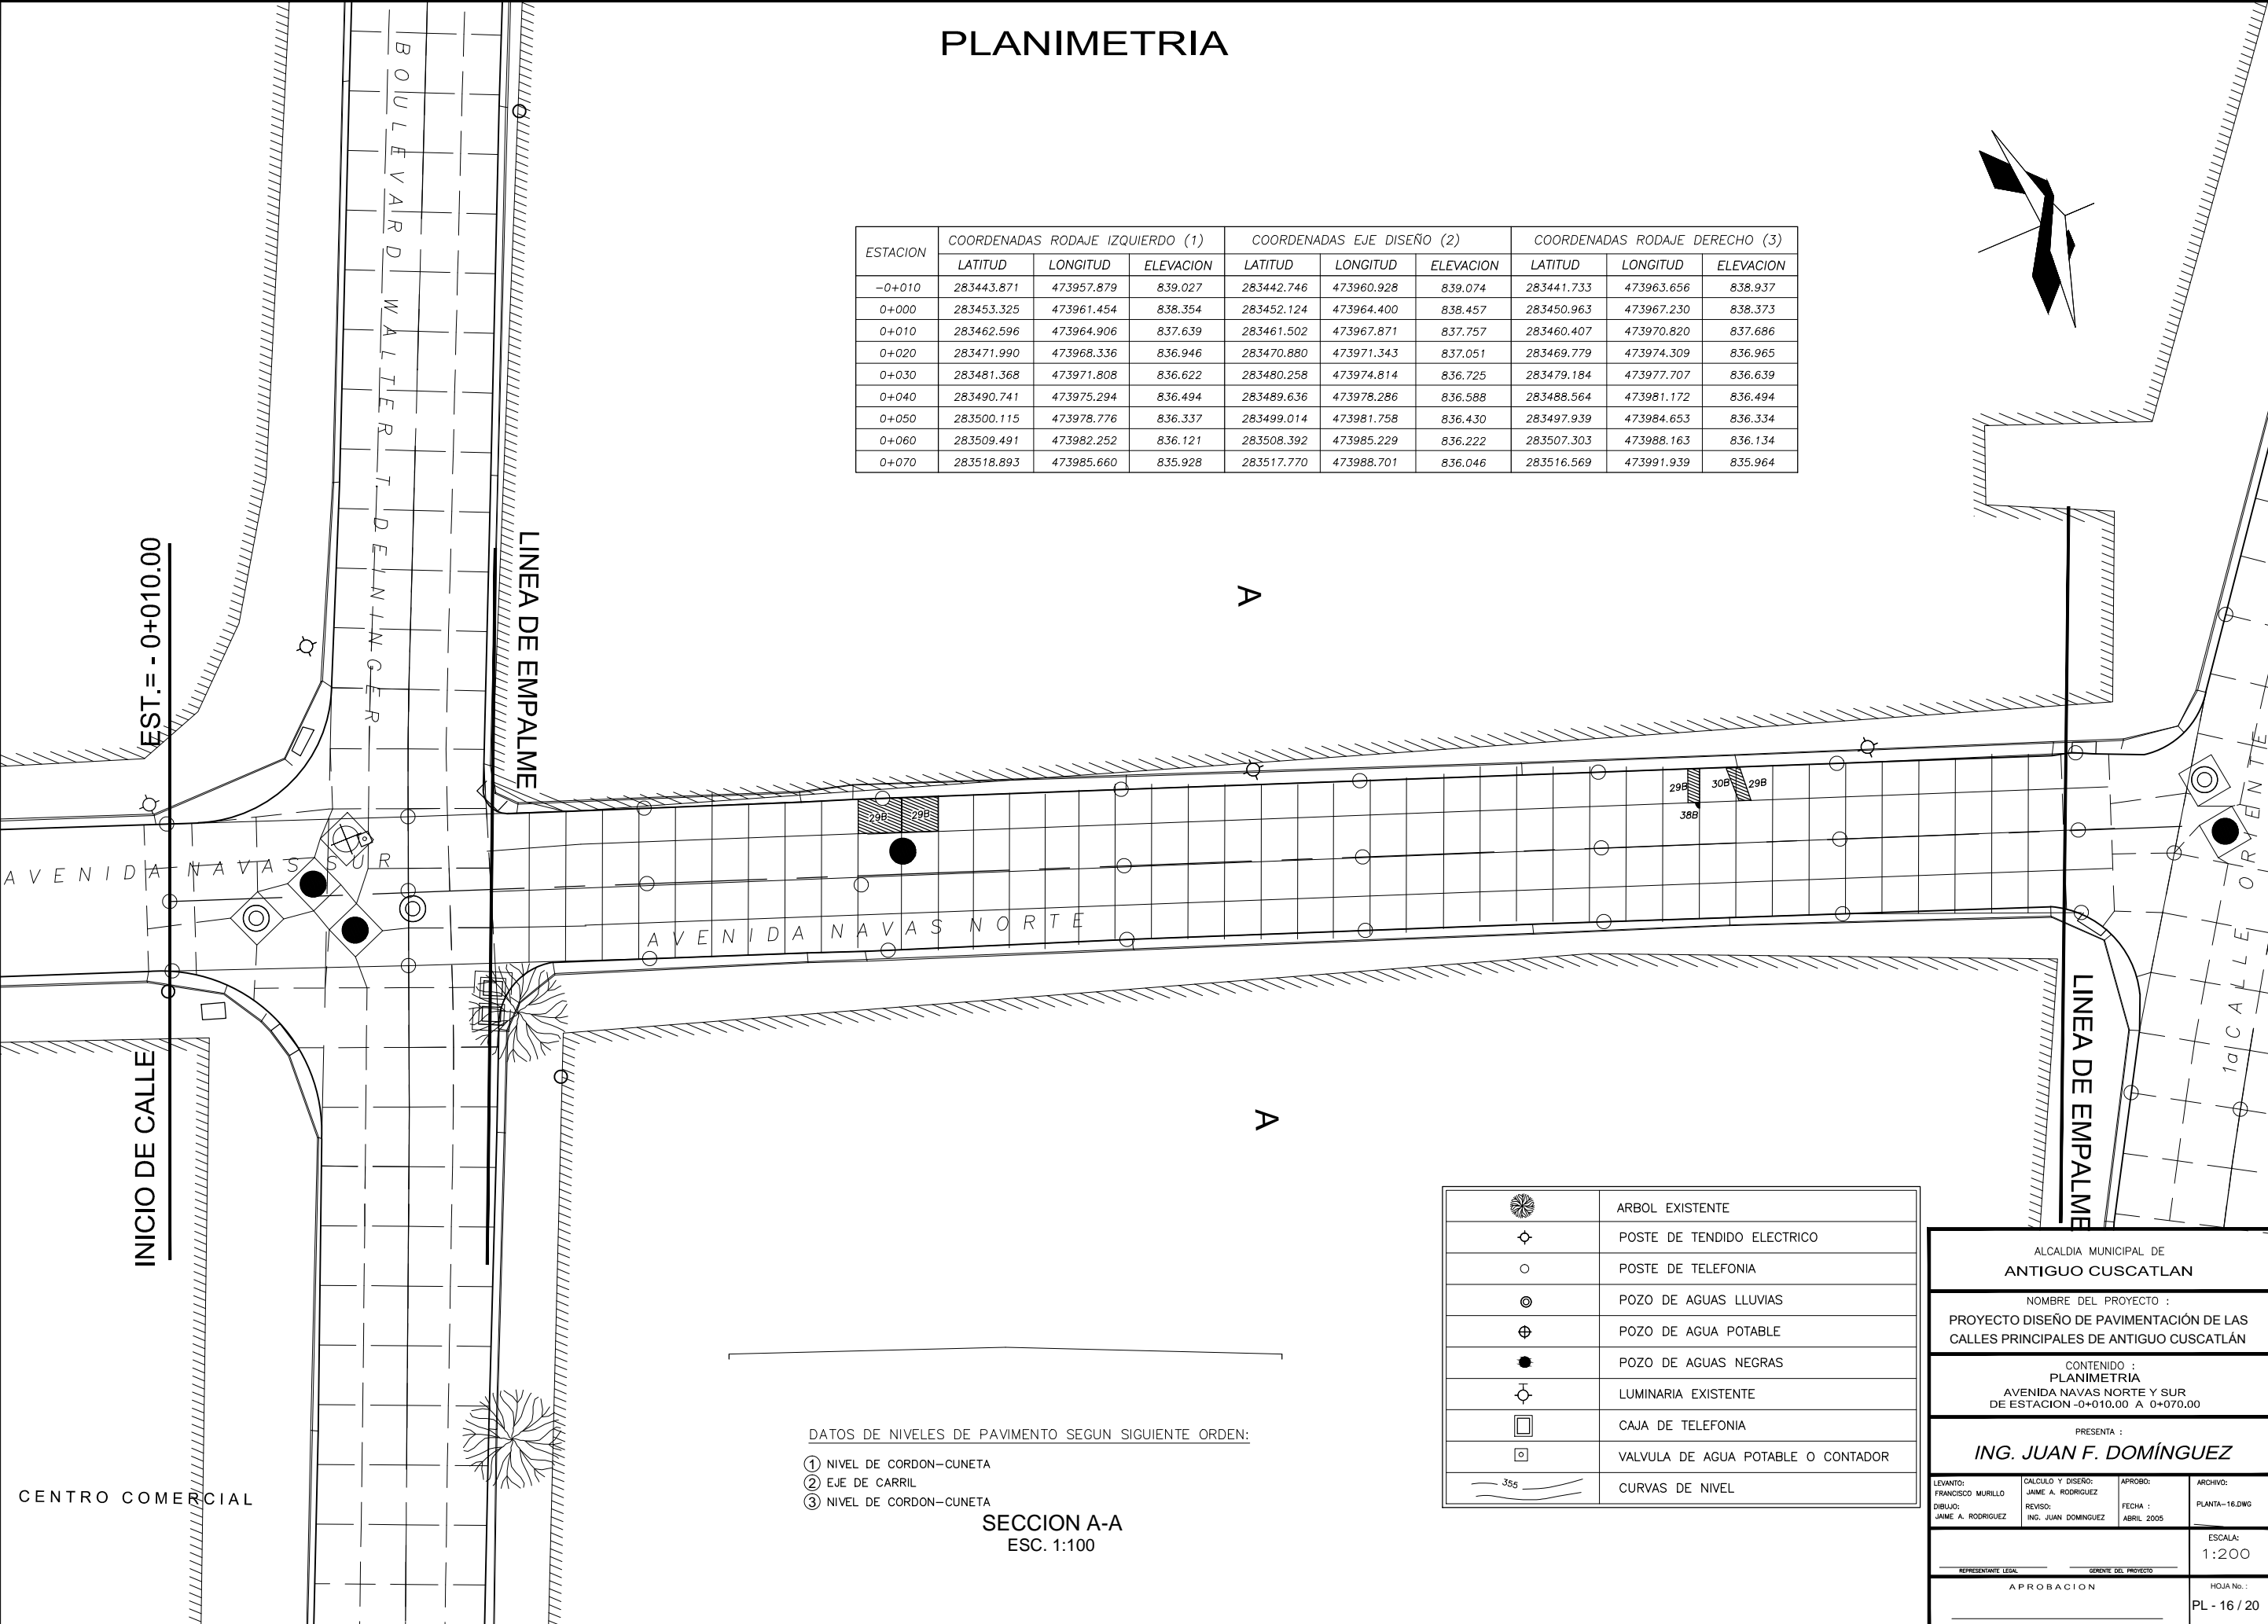 PLANIMETRIA
BOULEVARD WALTER T. DEININGER
ESTACION COORDENADAS RODAJE IZQUIERDO (1) COORDENADAS EJE DISEÑO (2) COORDENADAS RODAJE DERECHO (3)
LATITUD LONGITUD ELEVACION LATITUD LONGITUD ELEVACION LATITUD LONGITUD ELEVACION
-0+010 283443.871 473957.879 839.027 283442.746 473960.928 839.074 283441.733 473963.656 838.937
0+000 283453.325 473961.454 838.354 283452.124 473964.400 838.457 283450.963 473967.230 838.373
0+010 283462.596 473964.906 837.639 283461.502 473967.871 837.757 283460.407 473970.820 837.686
0+020 283471.990 473968.336 836.946 283470.880 473971.343 837.051 283469.779 473974.309 836.965
0+030 283481.368 473971.808 836.622 283480.258 473974.814 836.725 283479.184 473977.707 836.639
0+040 283490.741 473975.294 836.494 283489.636 473978.286 836.588 283488.564 473981.172 836.494
0+050 283500.115 473978.776 836.337 283499.014 473981.758 836.430 283497.939 473984.653 836.334
0+060 283509.491 473982.252 836.121 283508.392 473985.229 836.222 283507.303 473988.163 836.134
0+070 283518.893 473985.660 835.928 283517.770 473988.701 836.046 283516.569 473991.939 835.964
EST.= - 0+010.00
LINEA DE EMPALME
A
29B 29B
29B 30B 29B
38B
AVENIDA NAVAS SUR
AVENIDA NAVAS NORTE
1a CALLE ORIENTE
INICIO DE CALLE
LINEA DE EMPALME
A
CENTRO COMERCIAL
DATOS DE NIVELES DE PAVIMENTO SEGUN SIGUIENTE ORDEN:
1 NIVEL DE CORDON-CUNETA
2 EJE DE CARRIL
3 NIVEL DE CORDON-CUNETA
SECCION A-A
ESC. 1:100
ARBOL EXISTENTE
POSTE DE TENDIDO ELECTRICO
POSTE DE TELEFONIA
POZO DE AGUAS LLUVIAS
POZO DE AGUA POTABLE
POZO DE AGUAS NEGRAS
LUMINARIA EXISTENTE
CAJA DE TELEFONIA
VALVULA DE AGUA POTABLE O CONTADOR
355 CURVAS DE NIVEL
ALCALDIA MUNICIPAL DE
ANTIGUO CUSCATLAN
NOMBRE DEL PROYECTO :
PROYECTO DISEÑO DE PAVIMENTACIÓN DE LAS
CALLES PRINCIPALES DE ANTIGUO CUSCATLÁN
CONTENIDO :
PLANIMETRIA
AVENIDA NAVAS NORTE Y SUR
DE ESTACION -0+010.00 A 0+070.00
PRESENTA :
ING. JUAN F. DOMÍNGUEZ
LEVANTO: CALCULO Y DISEÑO: APROBO: ARCHIVO:
FRANCISCO MURILLO JAIME A. RODRIGUEZ
DIBUJO: REVISO: FECHA : PLANTA-16.DWG
JAIME A. RODRIGUEZ ING. JUAN DOMINGUEZ ABRIL 2005
ESCALA:
1:200
REPRESENTANTE LEGAL GERENTE DEL PROYECTO
APROBACION
HOJA No. :
PL - 16 / 20